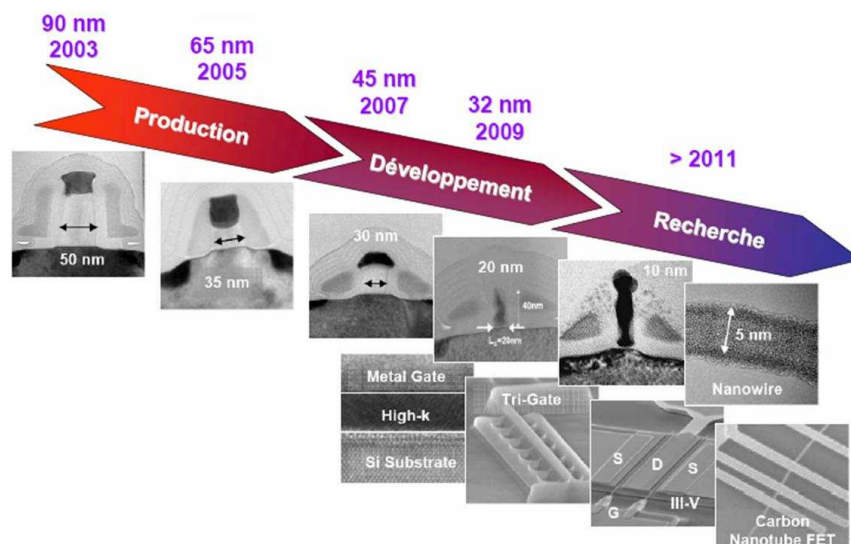 90 nm
2003
65 nm
2005
45 nm
2007
32 nm
2009
> 2011
Production
Développement
Recherche
50 nm
35 nm
30 nm
20 nm
40nm
10 nm
5 nm
Nanowire
Metal Gate
High-k
Si Substrate
Tri-Gate
S
D
S
G
III-V
Carbon
Nanotube FET